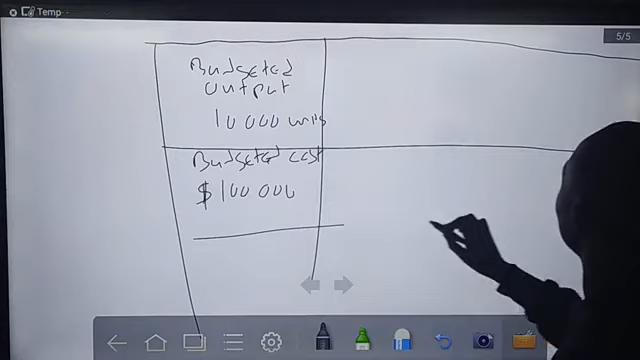 Temp
5/5
Budgeted
output
10 000 units
Budgeted cost
$100 000